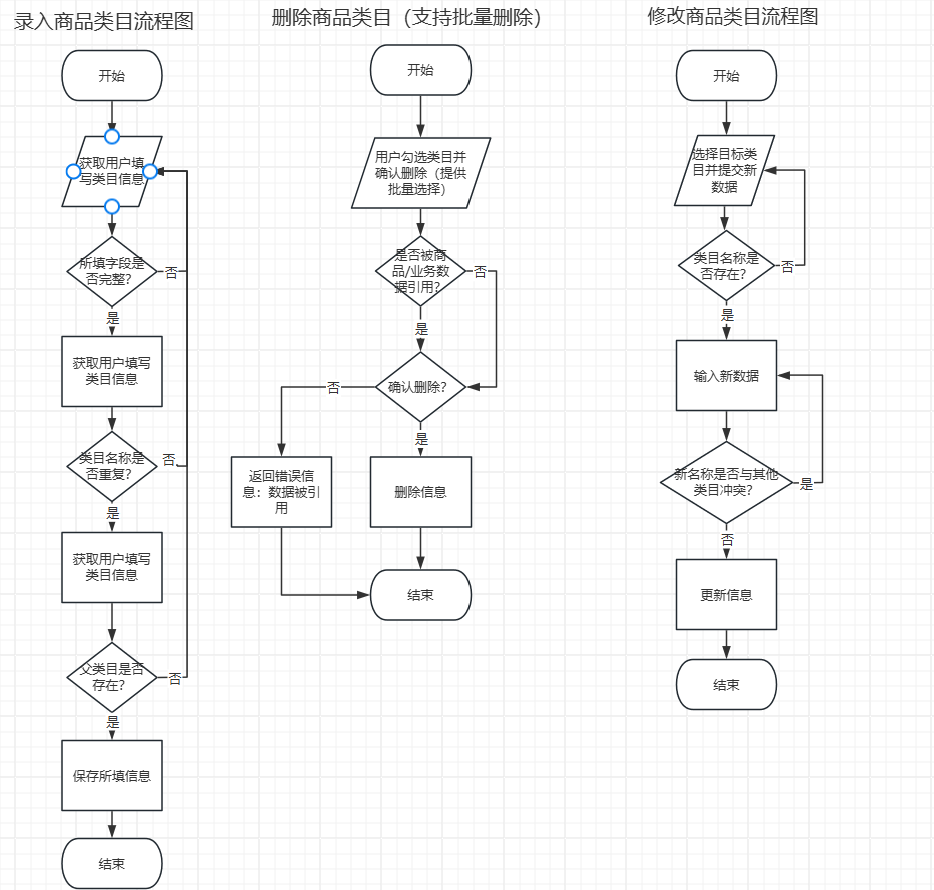 录入商品类目流程图
开始
获取用户填
写类目信息
所填字段是
否完整?
否
是
获取用户填写
类目信息
类目名称是
否重复?
否
是
获取用户填写
类目信息
父类目是否
存在?
否
是
保存所填信息
结束
删除商品类目（支持批量删除）
开始
用户勾选类目并
确认删除（提供
批量选择）
是否被商
品/业务数
据引用?
否
是
确认删除?
否
是
返回错误信
息：数据被引
用
删除信息
结束
修改商品类目流程图
开始
选择目标类
目并提交新
数据
类目名称是
否存在?
否
是
输入新数据
新名称是否与其他
类目冲突?
是
否
更新信息
结束